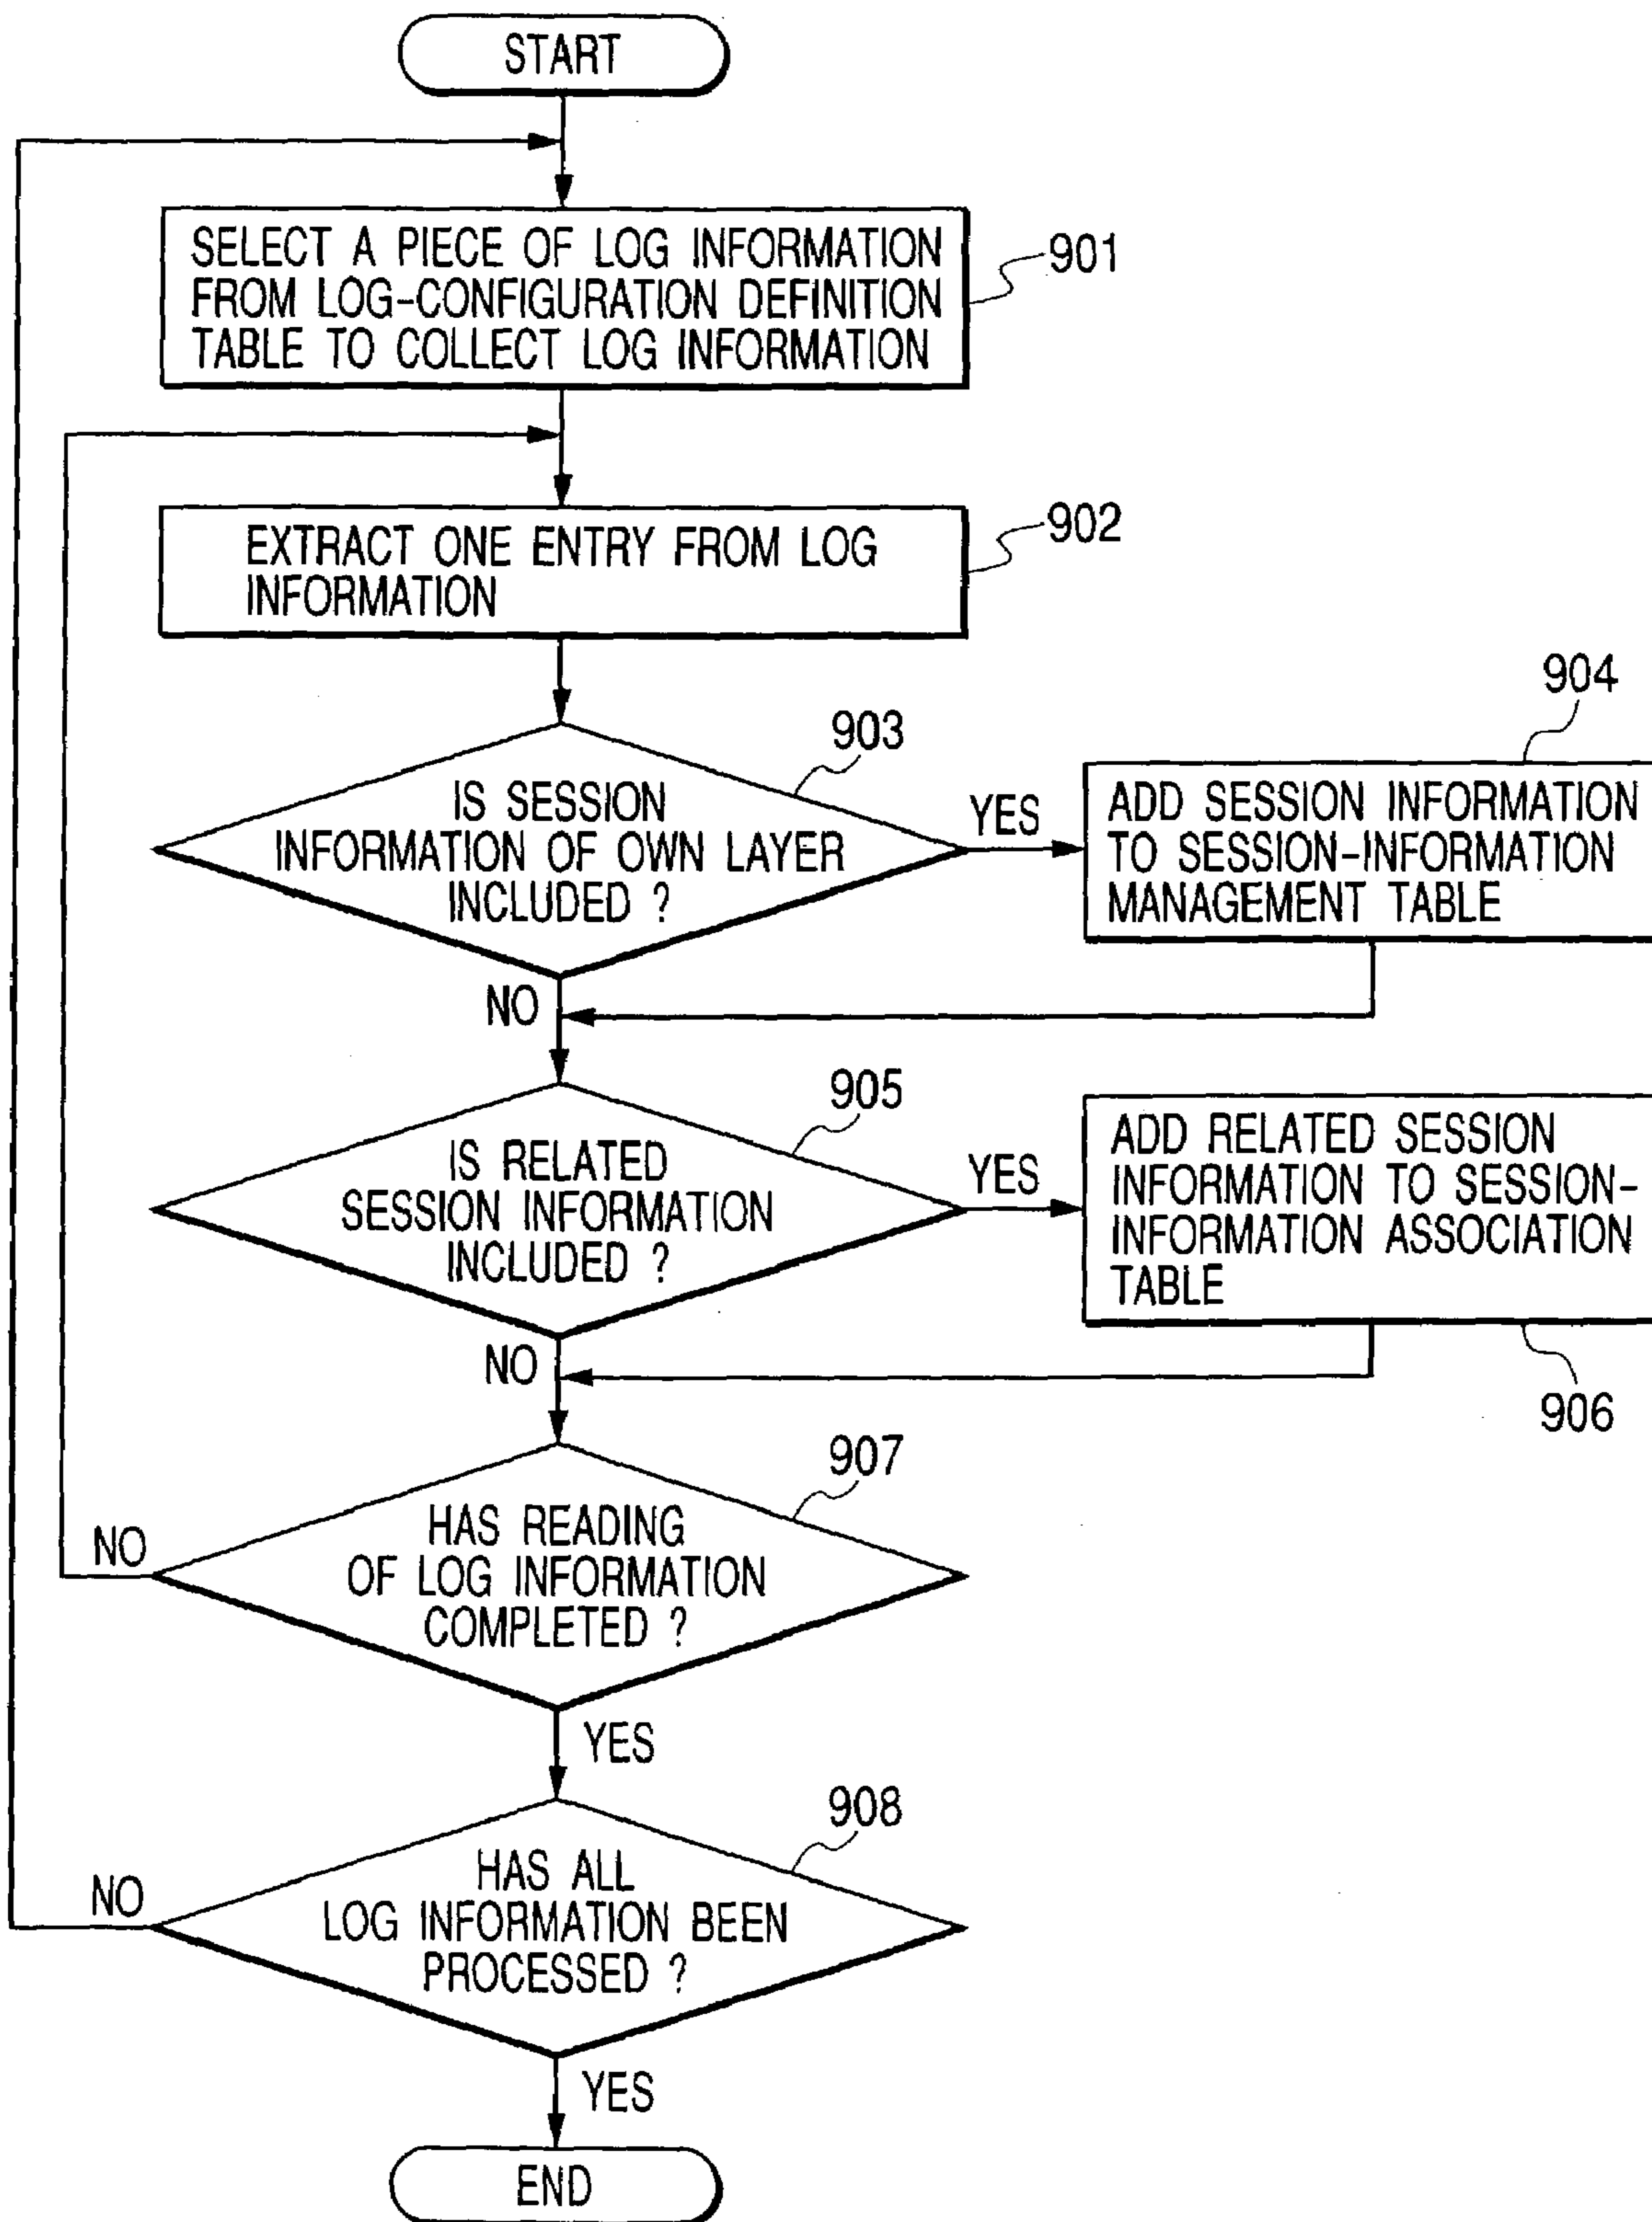 START
SELECT A PIECE OF LOG INFORMATION
FROM LOG-CONFIGURATION DEFINITION
TABLE TO COLLECT LOG INFORMATION
901
EXTRACT ONE ENTRY FROM LOG
INFORMATION
902
903
IS SESSION
INFORMATION OF OWN LAYER
INCLUDED ?
YES
NO
904
ADD SESSION INFORMATION
TO SESSION-INFORMATION
MANAGEMENT TABLE
905
IS RELATED
SESSION INFORMATION
INCLUDED ?
YES
NO
ADD RELATED SESSION
INFORMATION TO SESSION-
INFORMATION ASSOCIATION
TABLE
906
907
HAS READING
OF LOG INFORMATION
COMPLETED ?
NO
YES
908
HAS ALL
LOG INFORMATION BEEN
PROCESSED ?
NO
YES
END